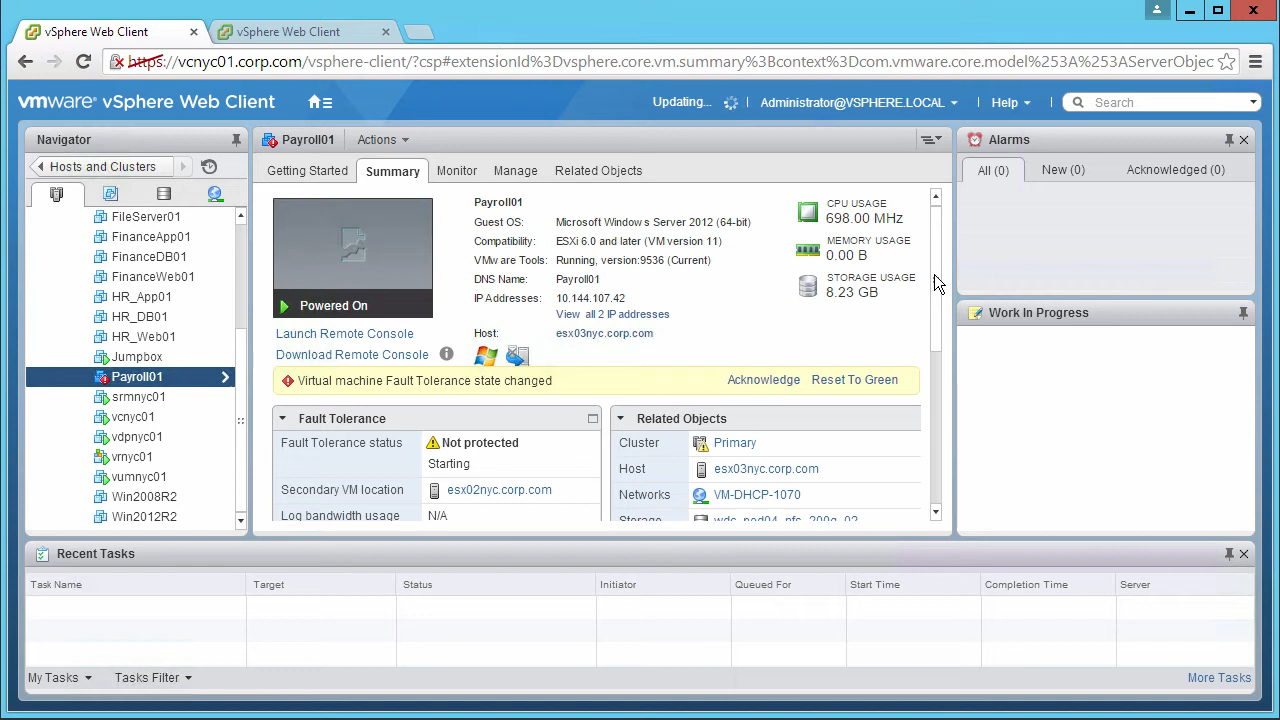 vSphere Web Client
vSphere Web Client
https://vcnyc01.corp.com/vsphere-client/?csp#extensionId%3Dvsphere.core.vm.summary%3Bcontext%3Dcom.vmware.core.model%253A%253AServerObjec
vmware® vSphere Web Client
Updating...
Administrator@VSPHERE.LOCAL
Help
Search
Navigator
Hosts and Clusters
FileServer01
FinanceApp01
FinanceDB01
FinanceWeb01
HR_App01
HR_DB01
HR_Web01
Jumpbox
Payroll01
srmnyc01
vcnyc01
vdpnyc01
vrnyc01
vumnyc01
Win2008R2
Win2012R2
Payroll01
Actions
Getting Started
Summary
Monitor
Manage
Related Objects
Powered On
Launch Remote Console
Download Remote Console
Payroll01
Guest OS: Microsoft Windows Server 2012 (64-bit)
Compatibility: ESXi 6.0 and later (VM version 11)
VMware Tools: Running, version:9536 (Current)
DNS Name: Payroll01
IP Addresses: 10.144.107.42
View all 2 IP addresses
Host: esx03nyc.corp.com
CPU USAGE
698.00 MHz
MEMORY USAGE
0.00 B
STORAGE USAGE
8.23 GB
Virtual machine Fault Tolerance state changed
Acknowledge
Reset To Green
Fault Tolerance
Fault Tolerance status Not protected
Starting
Secondary VM location esx02nyc.corp.com
Log bandwidth usage N/A
Related Objects
Cluster Primary
Host esx03nyc.corp.com
Networks VM-DHCP-1070
Storage wdc_pod04_nfs_200g_02
Alarms
All (0)
New (0)
Acknowledged (0)
Work In Progress
Recent Tasks
Task Name Target Status Initiator Queued For Start Time Completion Time Server
My Tasks
Tasks Filter
More Tasks